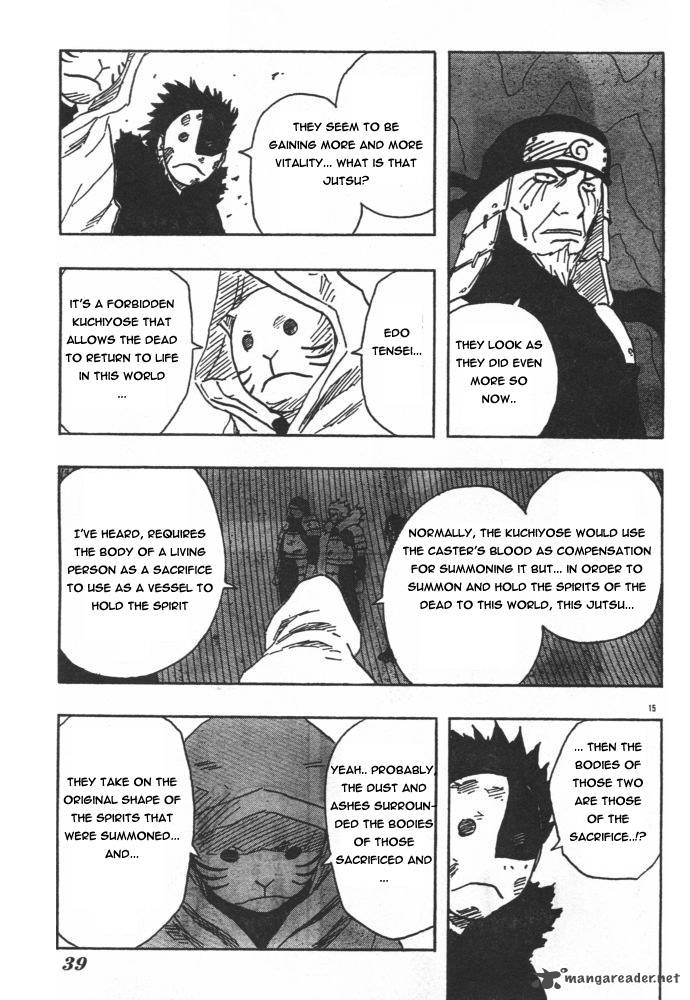 THEY LOOK AS
THEY DID EVEN
MORE SO
NOW..
THEY SEEM TO BE
GAINING MORE AND MORE
VITALITY... WHAT IS THAT
JUTSU?
EDO
TENSEI...
IT'S A FORBIDDEN
KUCHIYOSE THAT
ALLOWS THE DEAD
TO RETURN TO LIFE
IN THIS WORLD
...
NORMALLY, THE KUCHIYOSE WOULD USE
THE CASTER'S BLOOD AS COMPENSATION
FOR SUMMONING IT BUT... IN ORDER TO
SUMMON AND HOLD THE SPIRITS OF THE
DEAD TO THIS WORLD, THIS JUTSU...
I'VE HEARD, REQUIRES
THE BODY OF A LIVING
PERSON AS A SACRIFICE
TO USE AS A VESSEL TO
HOLD THE SPIRIT
15
... THEN THE
BODIES OF
THOSE TWO
ARE THOSE
OF THE
SACRIFICE..!?
YEAH.. PROBABLY,
THE DUST AND
ASHES SURROUN-
DED THE BODIES
OF THOSE
SACRIFICED AND
...
THEY TAKE ON THE
ORIGINAL SHAPE OF
THE SPIRITS THAT
WERE SUMMONED...
AND...
39
mangareader.net